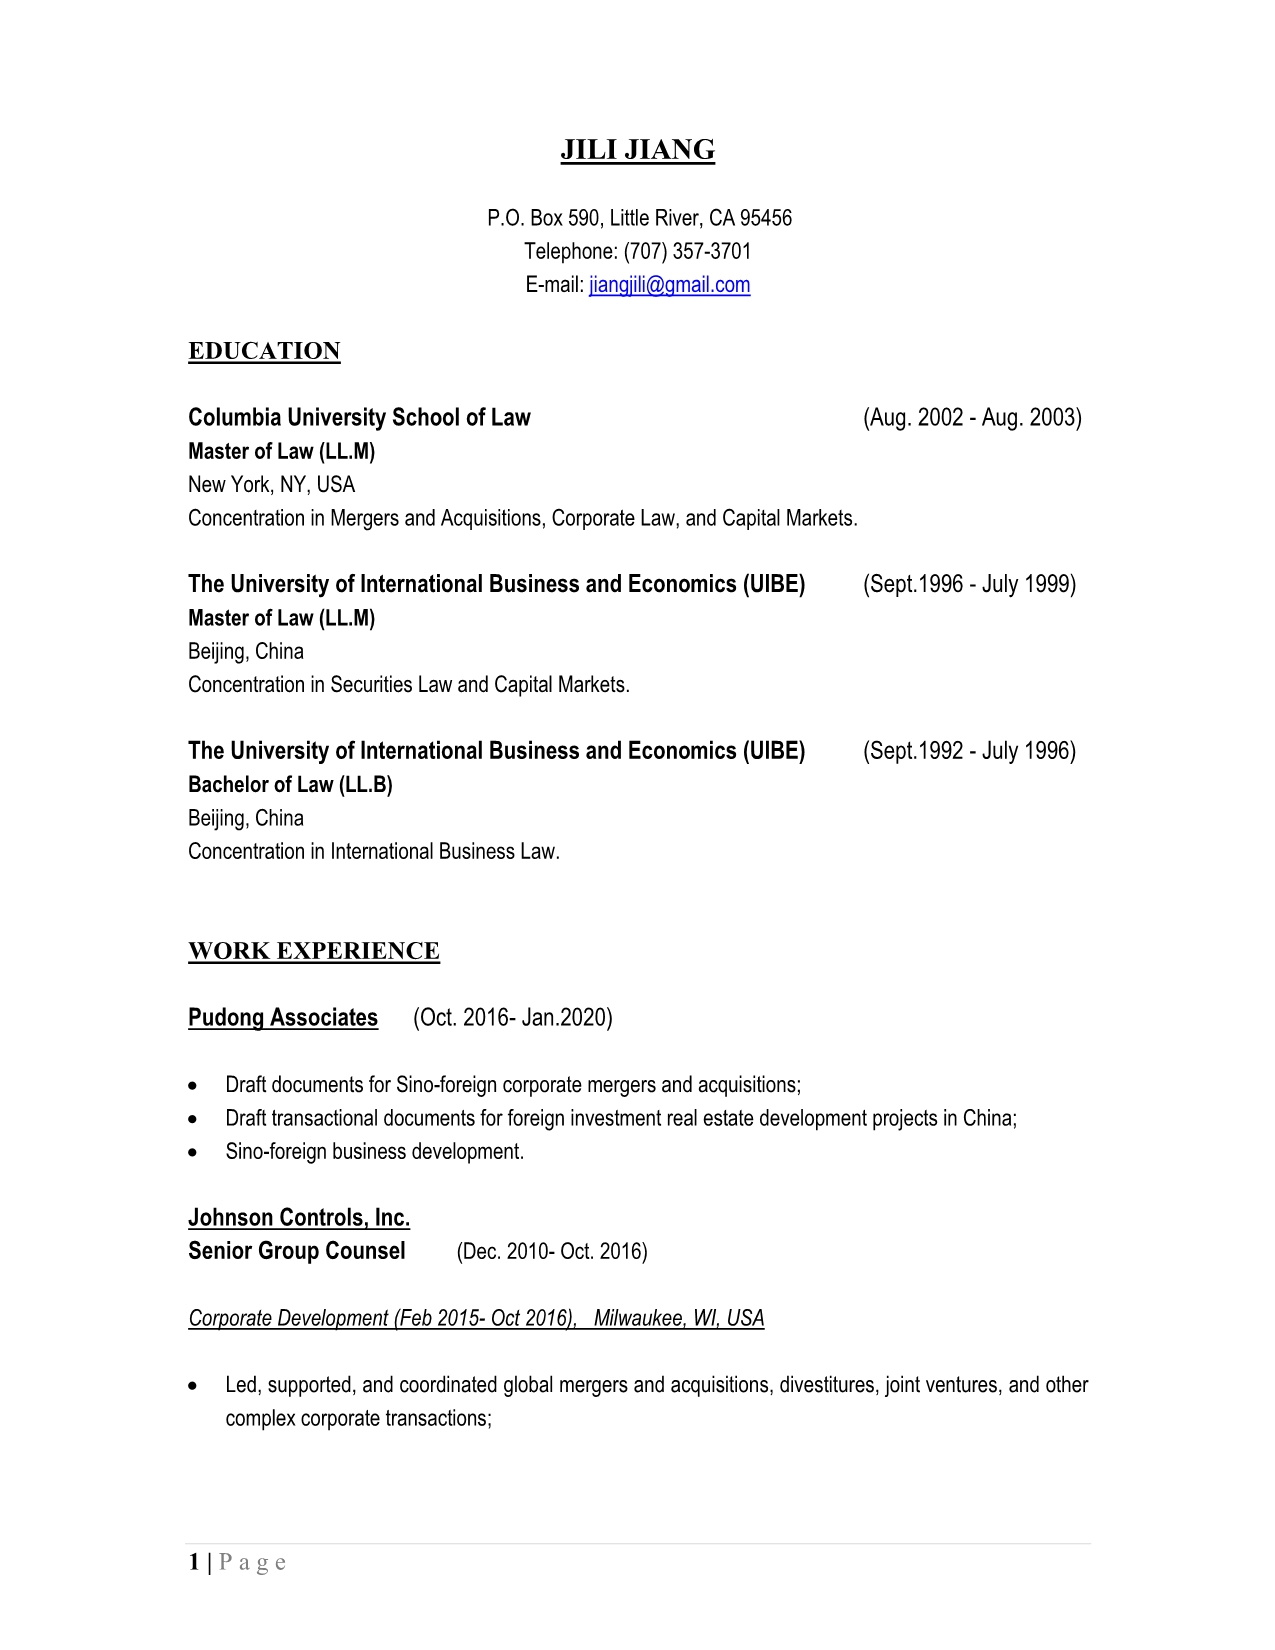 JILI JIANG
P.O. Box 590, Little River, CA 95456
Telephone: (707) 357-3701
E-mail: jiangjili@gmail.com
EDUCATION
Columbia University School of Law (Aug. 2002 - Aug. 2003)
Master of Law (LL.M)
New York, NY, USA
Concentration in Mergers and Acquisitions, Corporate Law, and Capital Markets.
The University of International Business and Economics (UIBE) (Sept.1996 - July 1999)
Master of Law (LL.M)
Beijing, China
Concentration in Securities Law and Capital Markets.
The University of International Business and Economics (UIBE) (Sept.1992 - July 1996)
Bachelor of Law (LL.B)
Beijing, China
Concentration in International Business Law.
WORK EXPERIENCE
Pudong Associates (Oct. 2016- Jan.2020)
• Draft documents for Sino-foreign corporate mergers and acquisitions;
• Draft transactional documents for foreign investment real estate development projects in China;
• Sino-foreign business development.
Johnson Controls, Inc.
Senior Group Counsel (Dec. 2010- Oct. 2016)
Corporate Development (Feb 2015- Oct 2016), Milwaukee, WI, USA
• Led, supported, and coordinated global mergers and acquisitions, divestitures, joint ventures, and other
complex corporate transactions;
1 | Page